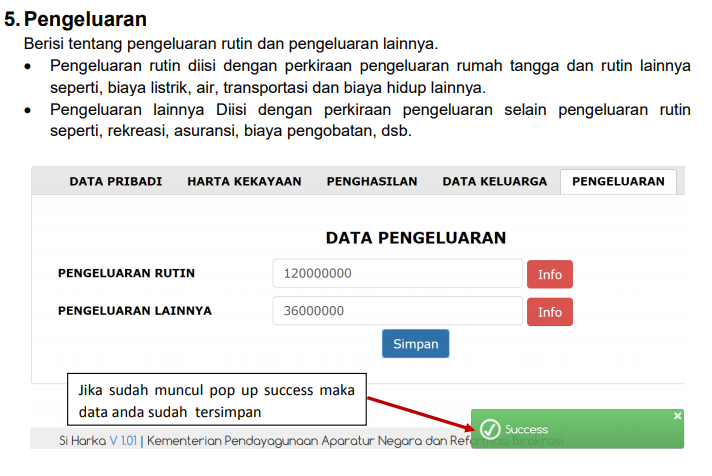 5. Pengeluaran
Berisi tentang pengeluaran rutin dan pengeluaran lainnya.
• Pengeluaran rutin diisi dengan perkiraan pengeluaran rumah tangga dan rutin lainnya
seperti, biaya listrik, air, transportasi dan biaya hidup lainnya.
• Pengeluaran lainnya Diisi dengan perkiraan pengeluaran selain pengeluaran rutin
seperti, rekreasi, asuransi, biaya pengobatan, dsb.
DATA PRIBADI HARTA KEKAYAAN PENGHASILAN DATA KELUARGA PENGELUARAN
DATA PENGELUARAN
PENGELUARAN RUTIN 120000000 Info
PENGELUARAN LAINNYA 36000000 Info
Simpan
Jika sudah muncul pop up success maka
data anda sudah tersimpan
× Success
Si Harka V 1.01 | Kementerian Pendayagunaan Aparatur Negara dan Reformasi Birokrasi